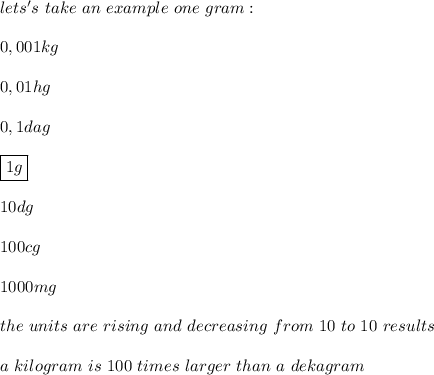 lets's take an example one gram :
0, 001kg
0, 01hg
0, 1dag
1g
10dg
100cg
1000mg
the units are rising and decreasing from 10 to 10 results
a kilogram is 100 times larger than a dekagram